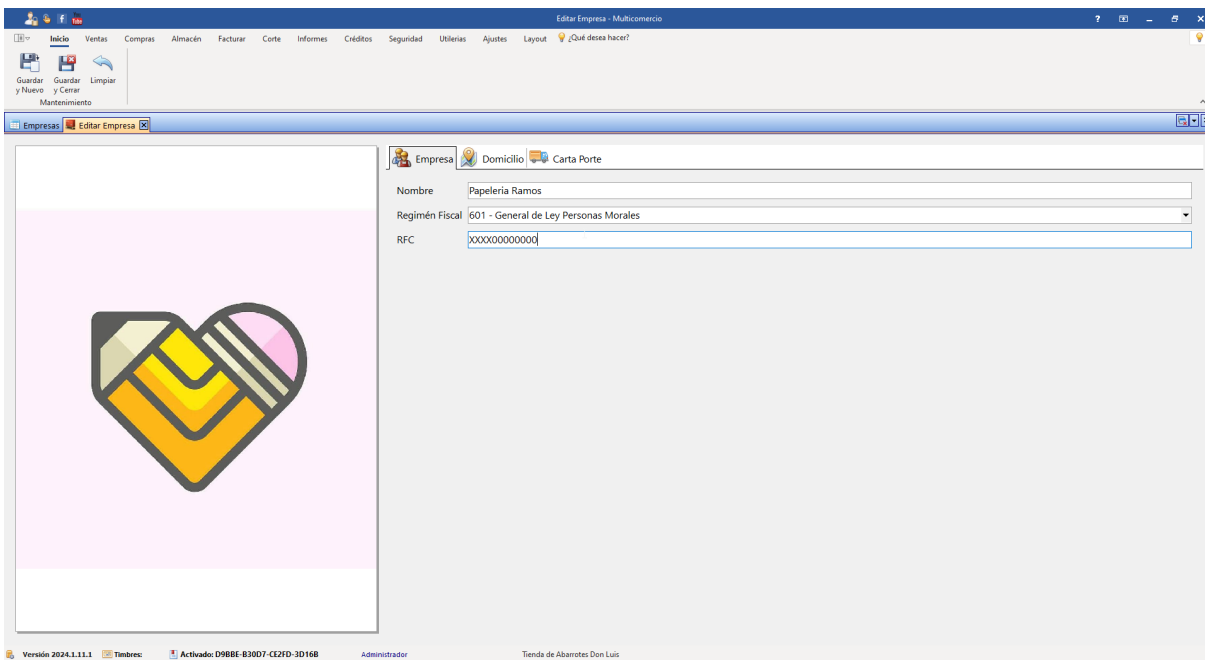 You Tube
Editar Empresa - Multicomercio
?
Inicio Ventas Compras Almacén Facturar Corte Informes Créditos Seguridad Utilerias Ajustes Layout ¿Qué desea hacer?
Guardar y Nuevo
Guardar y Cerrar
Limpiar
Mantenimiento
Empresas Editar Empresa
Empresa Domicilio Carta Porte
Nombre Papeleria Ramos
Regimén Fiscal 601 - General de Ley Personas Morales
RFC XXXX00000000
Versión 2024.1.11.1 Timbres: Activado: D9BBE-B30D7-CE2FD-3D16B Administrador Tienda de Abarrotes Don Luis